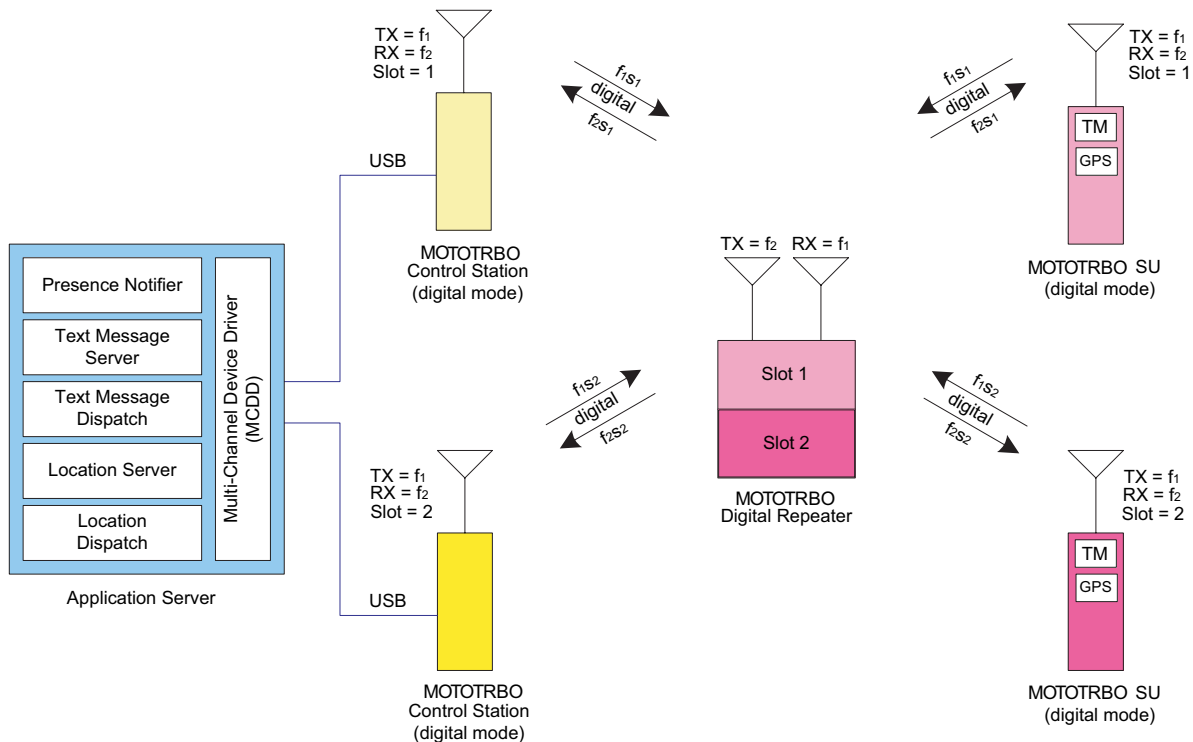 TX = f1
RX = f2
Slot = 1
f1s1
digital
f2s1
USB
MOTOTRBO
Control Station
(digital mode)
f1s1
digital
f2s1
TX = f1
RX = f2
Slot = 1
TM
GPS
MOTOTRBO SU
(digital mode)
Presence Notifier
Text Message
Server
Text Message
Dispatch
Location Server
Location
Dispatch
Multi-Channel Device Driver
(MCDD)
Application Server
TX = f2
RX = f1
Slot 1
Slot 2
MOTOTRBO
Digital Repeater
f1s2
digital
f2s2
TX = f1
RX = f2
Slot = 2
USB
MOTOTRBO
Control Station
(digital mode)
f1s2
digital
f2s2
TX = f1
RX = f2
Slot = 2
TM
GPS
MOTOTRBO SU
(digital mode)